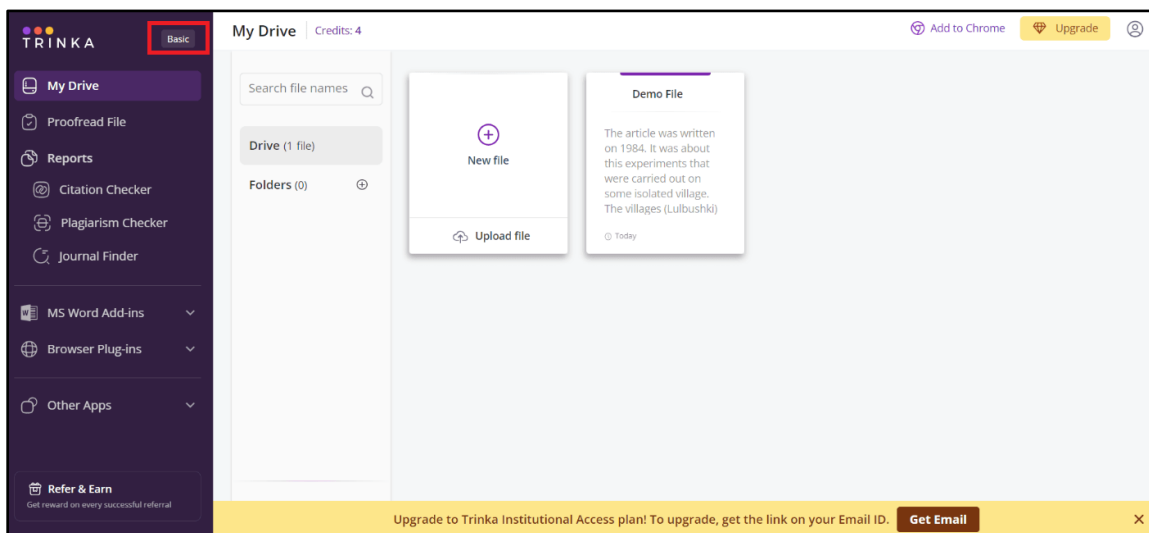 TRINKA
Basic
My Drive
Proofread File
Reports
Citation Checker
Plagiarism Checker
Journal Finder
MS Word Add-ins
Browser Plug-ins
Other Apps
Refer & Earn
Get reward on every successful referral
My Drive
Credits: 4
Add to Chrome
Upgrade
Search file names
Drive (1 file)
Folders (0)
New file
Upload file
Demo File
The article was written
on 1984. It was about
this experiments that
were carried out on
some isolated village.
The villages (Lulbushki)
Today
Upgrade to Trinka Institutional Access plan! To upgrade, get the link on your Email ID.
Get Email